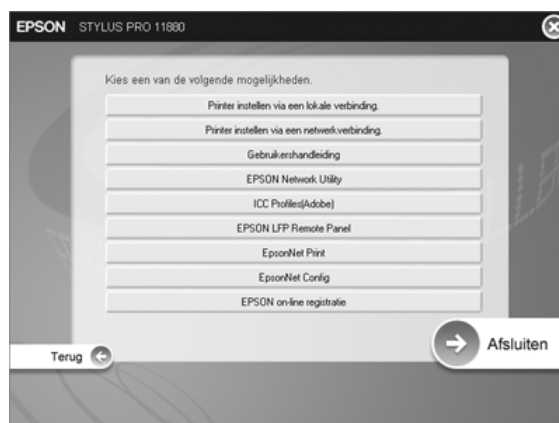 EPSON STYLUS PRO 11880
Kies een van de volgende mogelijkheden.
Printer instellen via een lokale verbinding.
Printer instellen via een netwerkverbinding.
Gebruikershandleiding
EPSON Network Utility
ICC Profiles(Adobe)
EPSON LFP Remote Panel
EpsonNet Print
EpsonNet Config
EPSON on-line registratie
Terug
Afsluiten